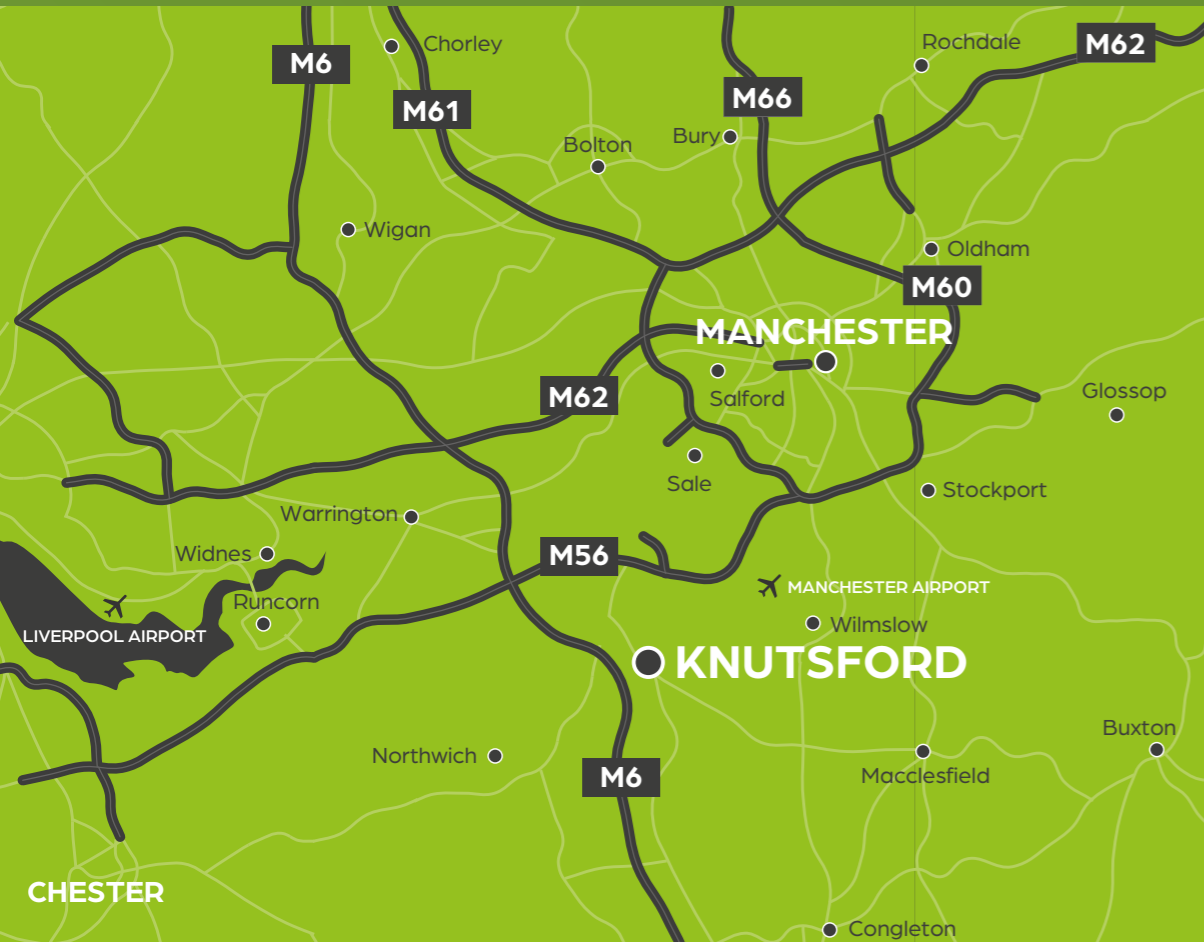 Chorley
Rochdale
M62
M6
M61
M66
Bury
Bolton
Wigan
Oldham
M60
MANCHESTER
Glossop
M62
Salford
Sale
Stockport
Warrington
Widnes
M56
MANCHESTER AIRPORT
Runcorn
LIVERPOOL AIRPORT
Wilmslow
KNUTSFORD
Buxton
Northwich
M6
Macclesfield
CHESTER
Congleton